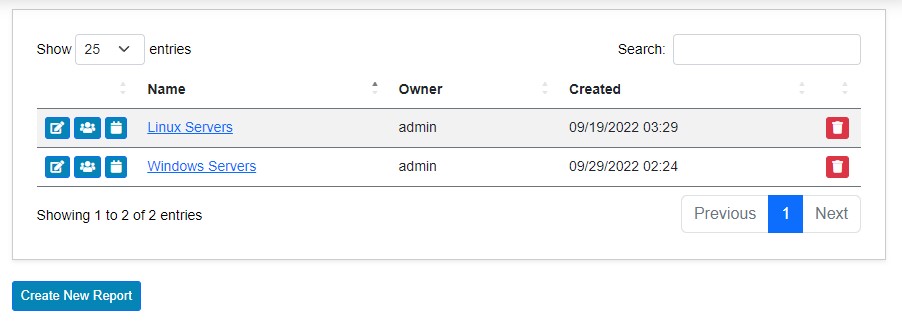 Show 25 entries Search:
Name Owner Created
Linux Servers admin 09/19/2022 03:29
Windows Servers admin 09/29/2022 02:24
Showing 1 to 2 of 2 entries Previous 1 Next
Create New Report